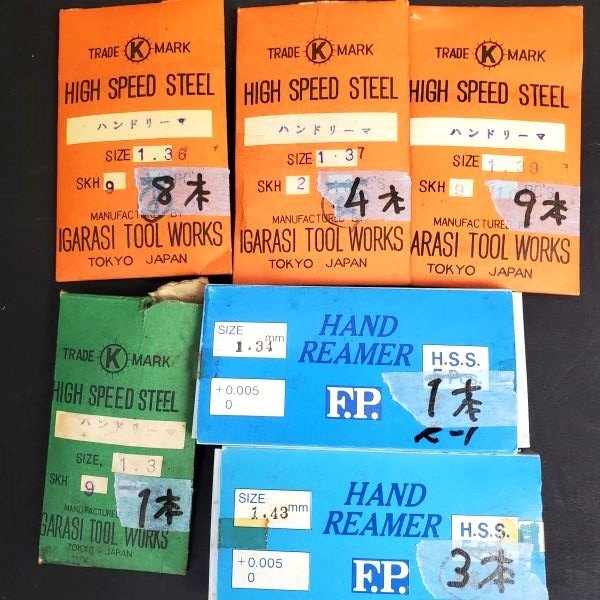 TRADE K MARK
HIGH SPEED STEEL
ハンドリーマ
SIZE 1.36
SKH 9
8本
MANUFACTURED BY
IGARASI TOOL WORKS
TOKYO JAPAN
TRADE K MARK
HIGH SPEED STEEL
ハンドリーマ
SIZE 1.37
SKH 2
4本
MANUFACTURED BY
IGARASI TOOL WORKS
TOKYO JAPAN
TRADE K MARK
HIGH SPEED STEEL
ハンドリーマ
SIZE 1.39
SKH 9
9本
MANUFACTURED
GARASI TOOL WORKS
TOKYO JAPAN
TRADE K MARK
HIGH SPEED STEEL
ハンドリーマ
SIZE, 1.3
SKH 9
1本
MANUFACTURED
IGARASI TOOL WORKS
TOKYO JAPAN
SIZE 1.34 mm
+0.005
0
HAND
REAMER
F.P.
H.S.S.
1本
SIZE 1.43 mm
+0.005
0
HAND
REAMER
F.P.
H.S.S.
3本